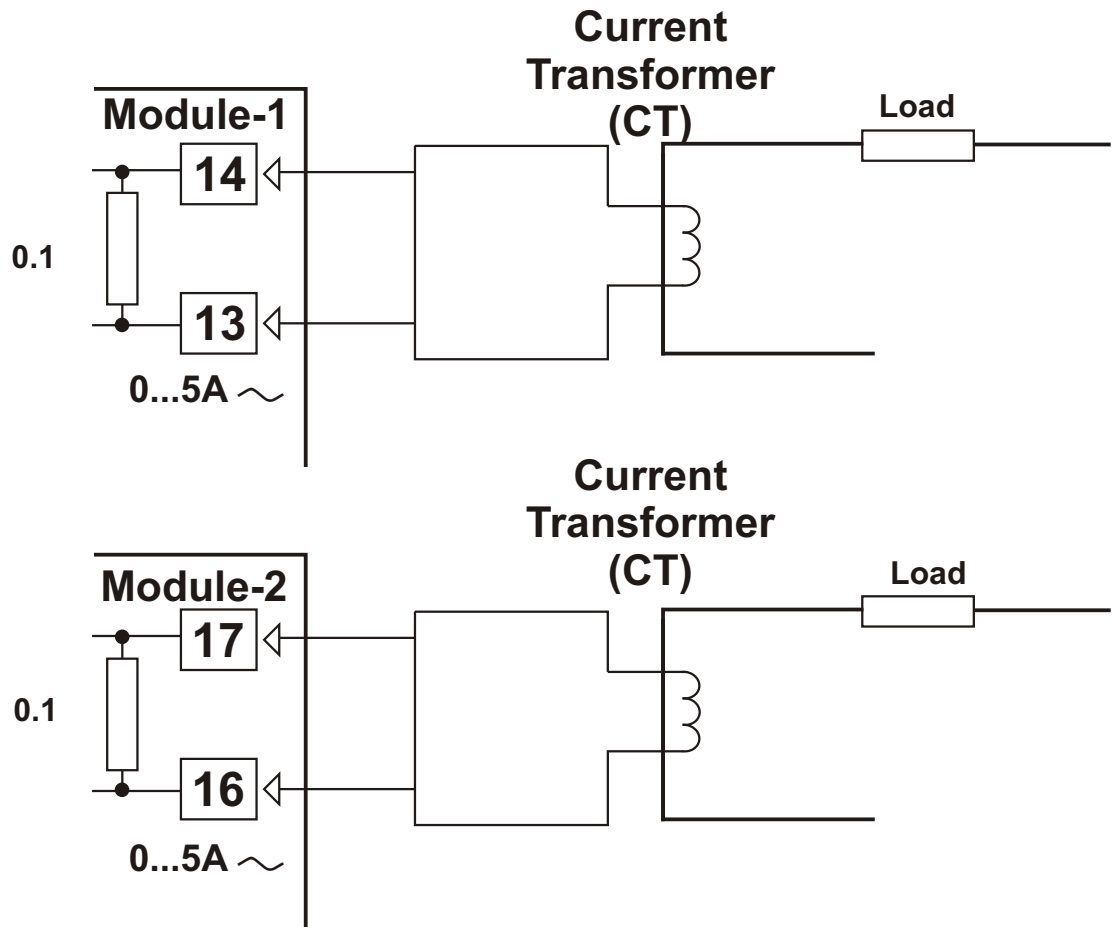 Current
Transformer
(CT)
Load
Module-1
14
0.1
13
0...5A ~
Current
Transformer
(CT)
Load
Module-2
17
0.1
16
0...5A ~